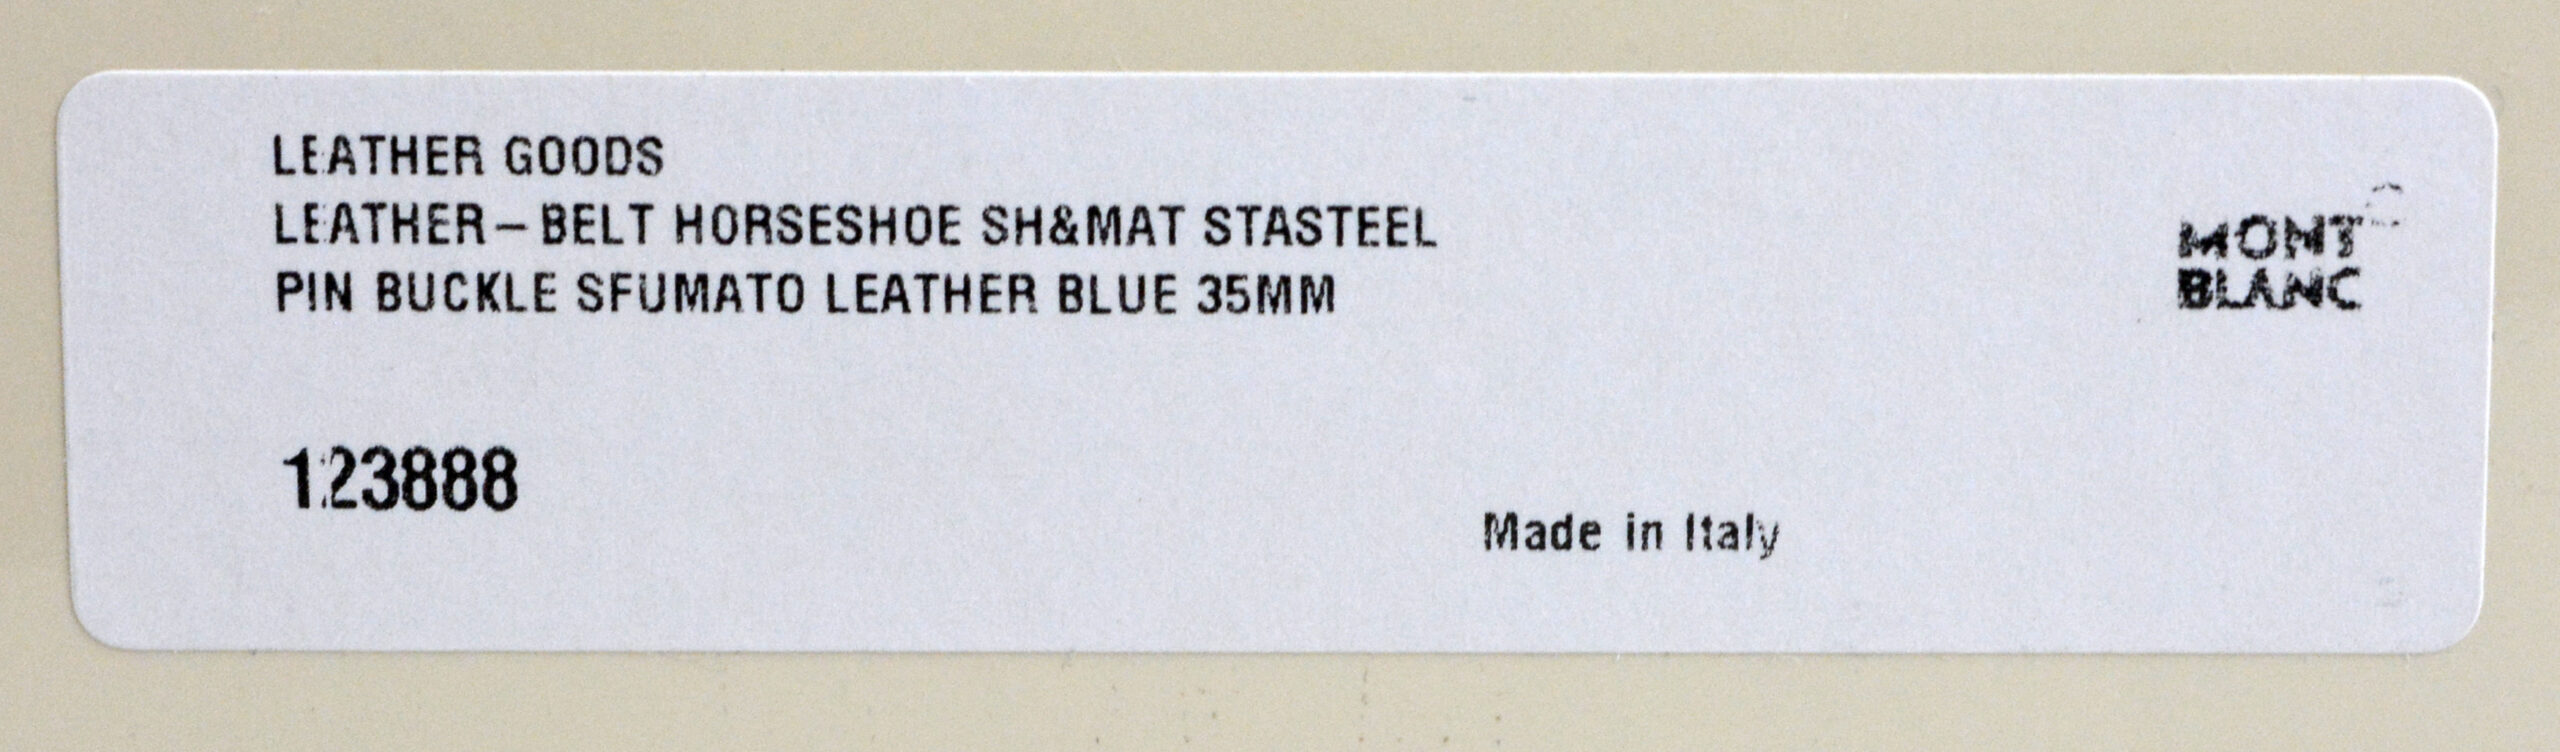 LEATHER GOODS
LEATHER-BELT HORSESHOE SH&MAT STASTEEL
PIN BUCKLE SFUMATO LEATHER BLUE 35MM
MONT
BLANC
123888
Made in Italy